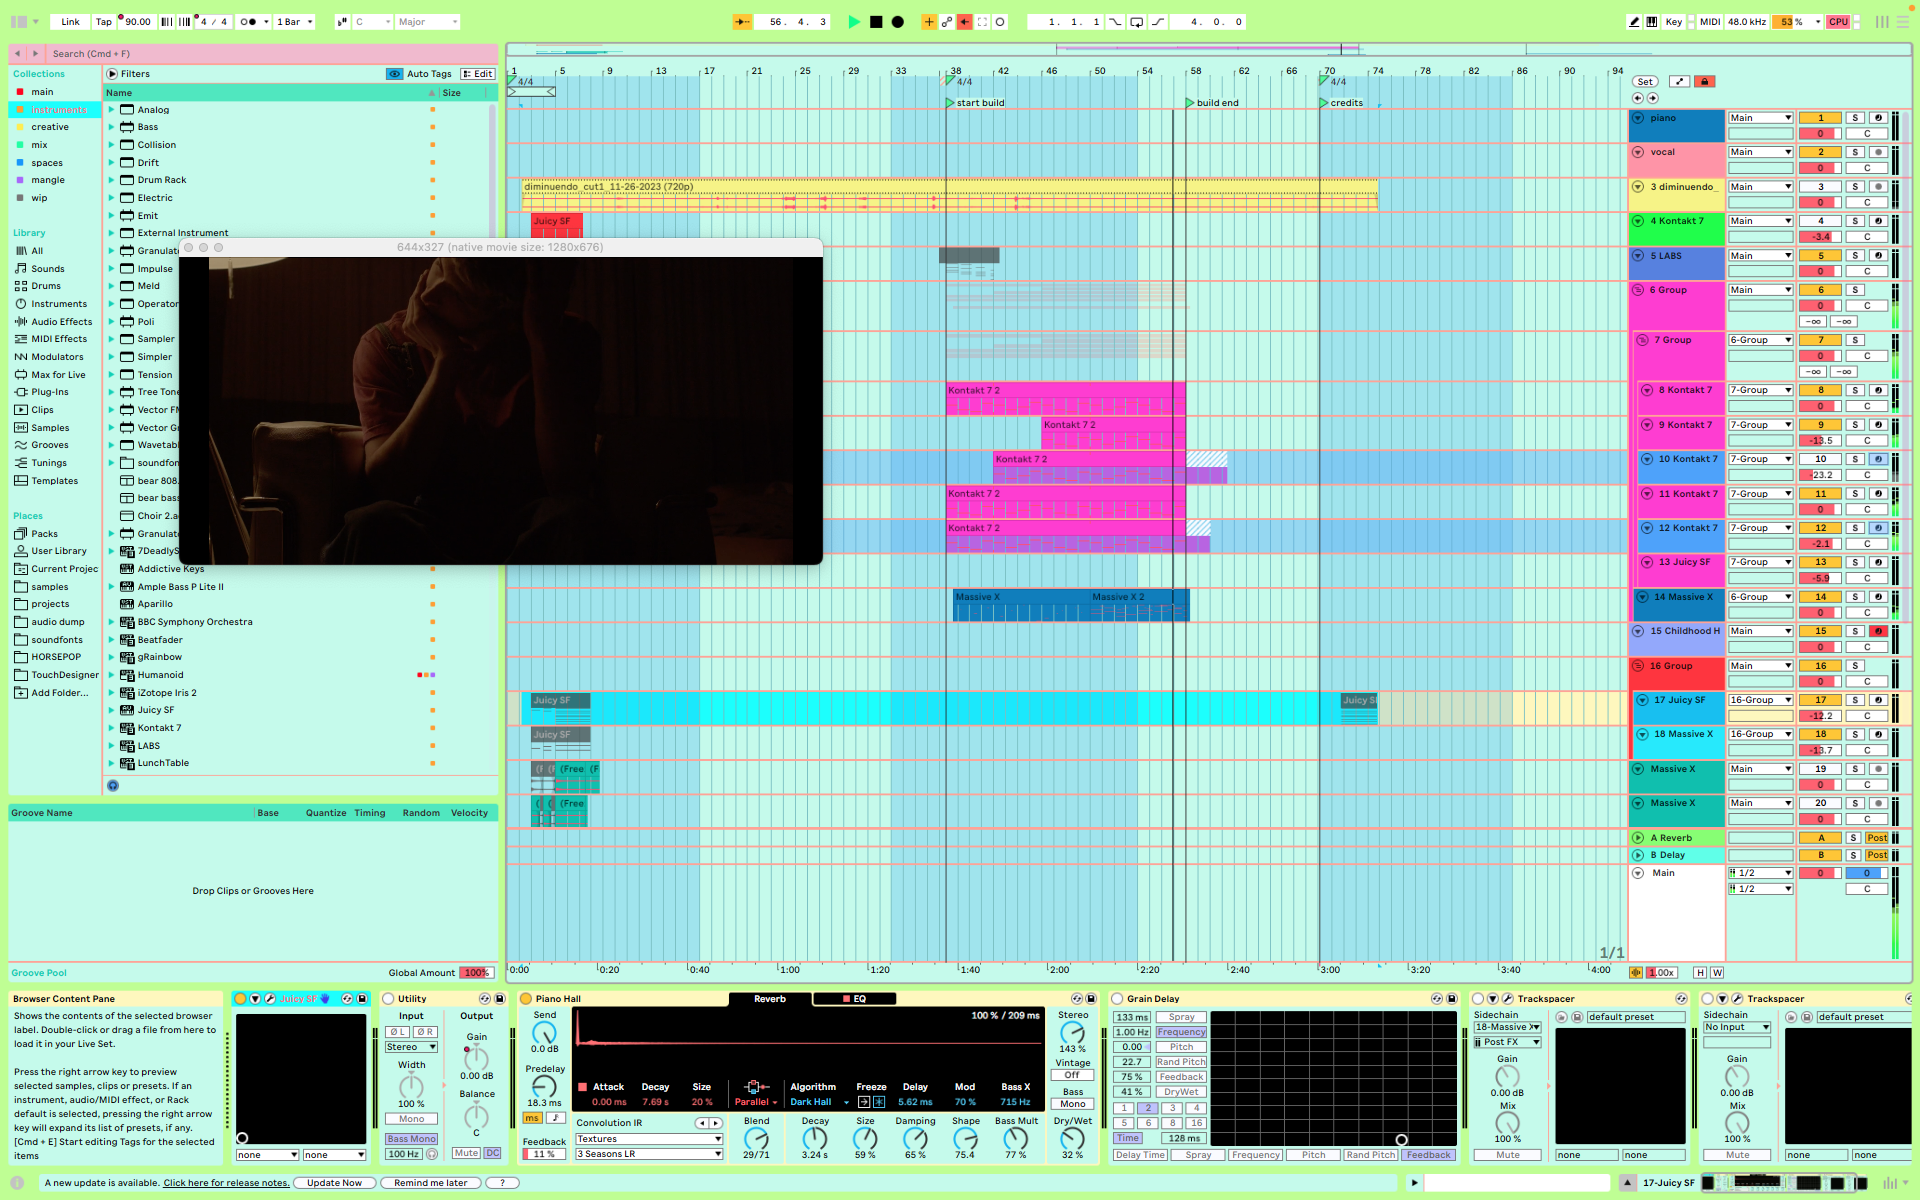 Link Tap 90.00 4 / 4 1 Bar C Major 56. 4. 3 1. 1. 1 4. 0. 0 Key MIDI 48.0 kHz 53 % CPU
Search (Cmd + F)
Collections
main
Instruments
creative
mix
spaces
mangle
wip
Library
All
Sounds
Drums
Instruments
Audio Effects
MIDI Effects
Modulators
Max for Live
Plug-Ins
Clips
Samples
Grooves
Tunings
Templates
Places
Packs
User Library
Current Projec
samples
projects
audio dump
soundfonts
HORSEPOP
TouchDesigner
Add Folder...
Filters Auto Tags Edit
Name Size
Analog
Bass
Collision
Drift
Drum Rack
Electric
Emit
External Instrument
Granulato
Impulse
Meld
Operator
Poli
Sampler
Simpler
Tension
Tree Tone
Vector FM
Vector Gr
Wavetabl
soundfon
bear 808.
bear bass
Choir 2.a
Granulato
7DeadlyS
Addictive Keys
Ample Bass P Lite II
Aparillo
BBC Symphony Orchestra
Beatfader
gRainbow
Humanoid
iZotope Iris 2
Juicy SF
Kontakt 7
LABS
LunchTable
Groove Name Base Quantize Timing Random Velocity
Drop Clips or Grooves Here
Groove Pool Global Amount 100%
644x327 (native movie size: 1280x676)
1 5 9 13 17 21 25 29 33 38 42 46 50 54 58 62 66 70 74 78 82 86 90 94
4/4 4/4 4/4
start build build end credits
Set
diminuendo_cut1_11-26-2023 (720p)
Juicy SF
Kontakt 7 2
Kontakt 7 2
Kontakt 7 2
Kontakt 7 2
Kontakt 7 2
Massive X Massive X 2
Juicy SF Juicy SF
Juicy SF
(Free (F
(Free
1/1
0:00 0:20 0:40 1:00 1:20 1:40 2:00 2:20 2:40 3:00 3:20 3:40 4:00
piano Main 1 S 0 C
vocal Main 2 S 0 C
3 diminuendo_ Main 3 S 0 C
4 Kontakt 7 Main 4 S -3.4 C
5 LABS Main 5 S 0 C
6 Group Main 6 S 0 C -∞ -∞
7 Group 6-Group 7 S 0 C -∞ -∞
8 Kontakt 7 7-Group 8 S 0 C
9 Kontakt 7 7-Group 9 S -13.5 C
10 Kontakt 7 7-Group 10 S -23.2 C
11 Kontakt 7 7-Group 11 S 0 C
12 Kontakt 7 7-Group 12 S -2.1 C
13 Juicy SF 7-Group 13 S -5.9 C
14 Massive X 6-Group 14 S 0 C
15 Childhood H Main 15 S 0 C
16 Group Main 16 S 0 C
17 Juicy SF 16-Group 17 S -12.2 C
18 Massive X 16-Group 18 S -13.7 C
Massive X Main 19 S 0 C
Massive X Main 20 S 0 C
A Reverb A S Post
B Delay B S Post
Main 1/2 0 0
1/2 C
1.00x H W
Browser Content Pane
Shows the contents of the selected browser
label. Double-click or drag a file from here to
load it in your Live Set.
Press the right arrow key to preview
selected samples, clips or presets. If an
instrument, audio/MIDI effect, or Rack
default is selected, pressing the right arrow
key will expand its list of presets, if any.
[Cmd + E] Start editing Tags for the selected
items
Juicy SF
none none
Utility
Input Output
Ø L Ø R Gain
Stereo
Width 0.00 dB
100 % Balance
Mono C
Bass Mono
100 Hz Mute DC
Piano Hall Reverb EQ
Send 0.0 dB
Predelay 18.3 ms
ms
Feedback 11 %
100 % / 209 ms
Attack Decay Size Algorithm Freeze Delay Mod Bass X
0.00 ms 7.69 s 20 % Parallel Dark Hall 5.62 ms 70 % 715 Hz
Convolution IR Blend Decay Size Damping Shape Bass Mult Dry/Wet
Textures
3 Seasons LR 29/71 3.24 s 59 % 65 % 75.4 77 % 32 %
Stereo 143 %
Vintage Off
Bass Mono
Grain Delay
133 ms Spray
1.00 Hz Frequency
0.00 Pitch
22.7 Rand Pitch
75 % Feedback
41 % DryWet
1 2 3 4
5 6 8 16
Time 128 ms
Delay Time Spray Frequency Pitch Rand Pitch Feedback
Trackspacer
Sidechain default preset
18-Massive X
Post FX
Gain 0.00 dB
Mix 100 %
Mute none none
Trackspacer
Sidechain default preset
No Input
Gain 0.00 dB
Mix 100 %
Mute none none
A new update is available. Click here for release notes. Update Now Remind me later ? 17-Juicy SF